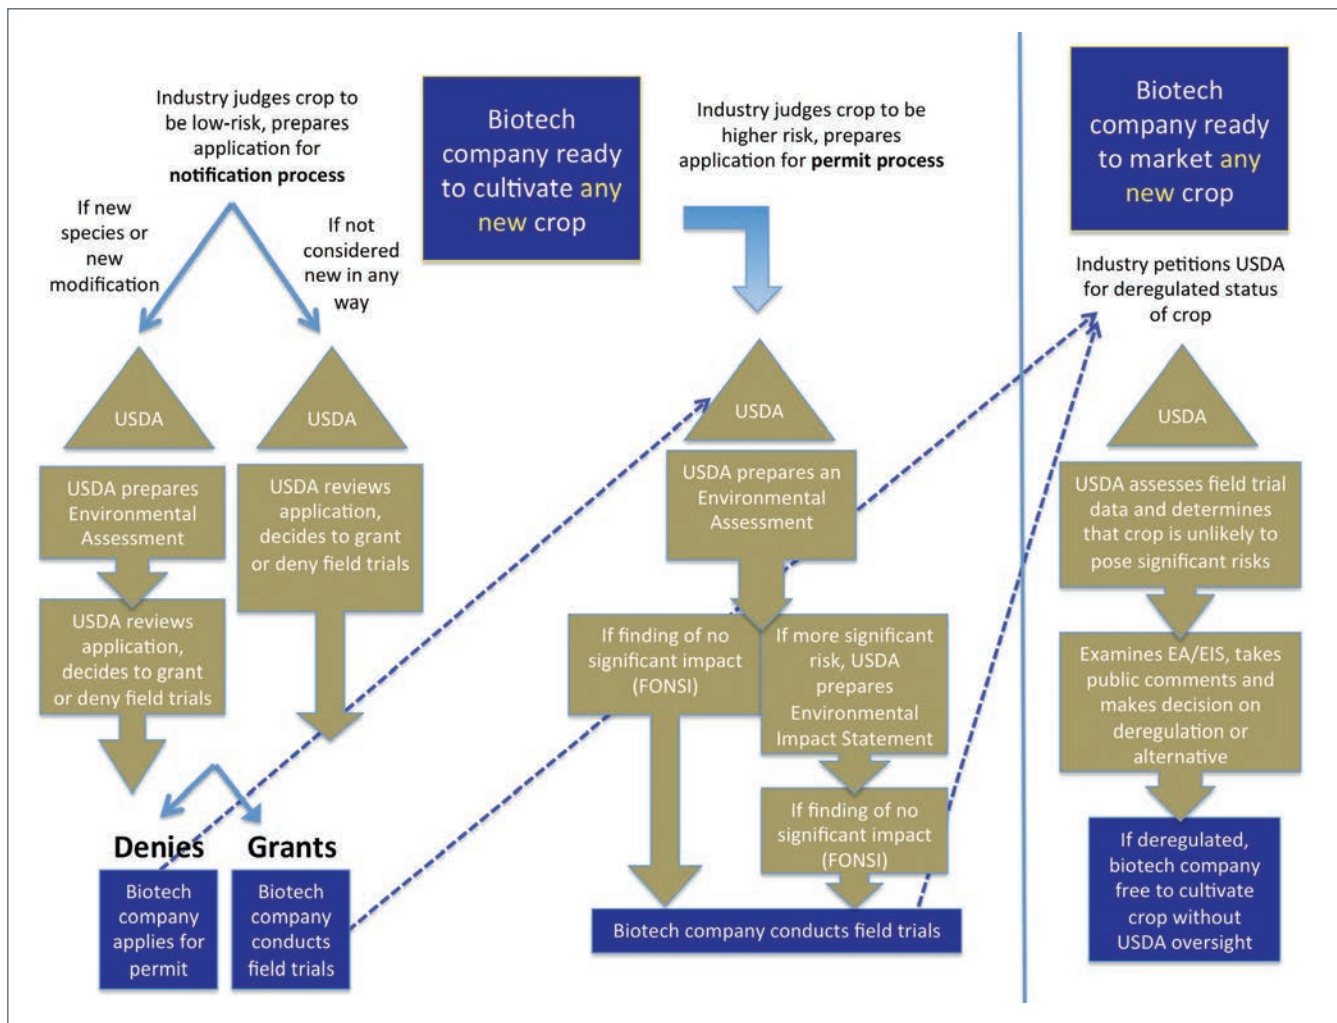 Industry judges crop to
be low-risk, prepares
application for
notification process
If new
species or
new
modification
If not
considered
new in any
way
USDA
USDA
USDA prepares
Environmental
Assessment
USDA reviews
application,
decides to grant
or deny field trials
USDA reviews
application,
decides to grant
or deny field trials
Denies
Grants
Biotech
company
applies for
permit
Biotech
company
conducts
field trials
Biotech
company ready
to cultivate any
new crop
Industry judges crop to be
higher risk, prepares
application for permit process
USDA
USDA prepares an
Environmental
Assessment
If finding of no
significant impact
(FONSI)
If more significant
risk, USDA
prepares
Environmental
Impact Statement
If finding of no
significant impact
(FONSI)
Biotech company conducts field trials
Biotech
company ready
to market any
new crop
Industry petitions USDA
for deregulated status
of crop
USDA
USDA assesses field trial
data and determines
that crop is unlikely to
pose significant risks
Examines EA/EIS, takes
public comments and
makes decision on
deregulation or
alternative
If deregulated,
biotech company
free to cultivate
crop without
USDA oversight